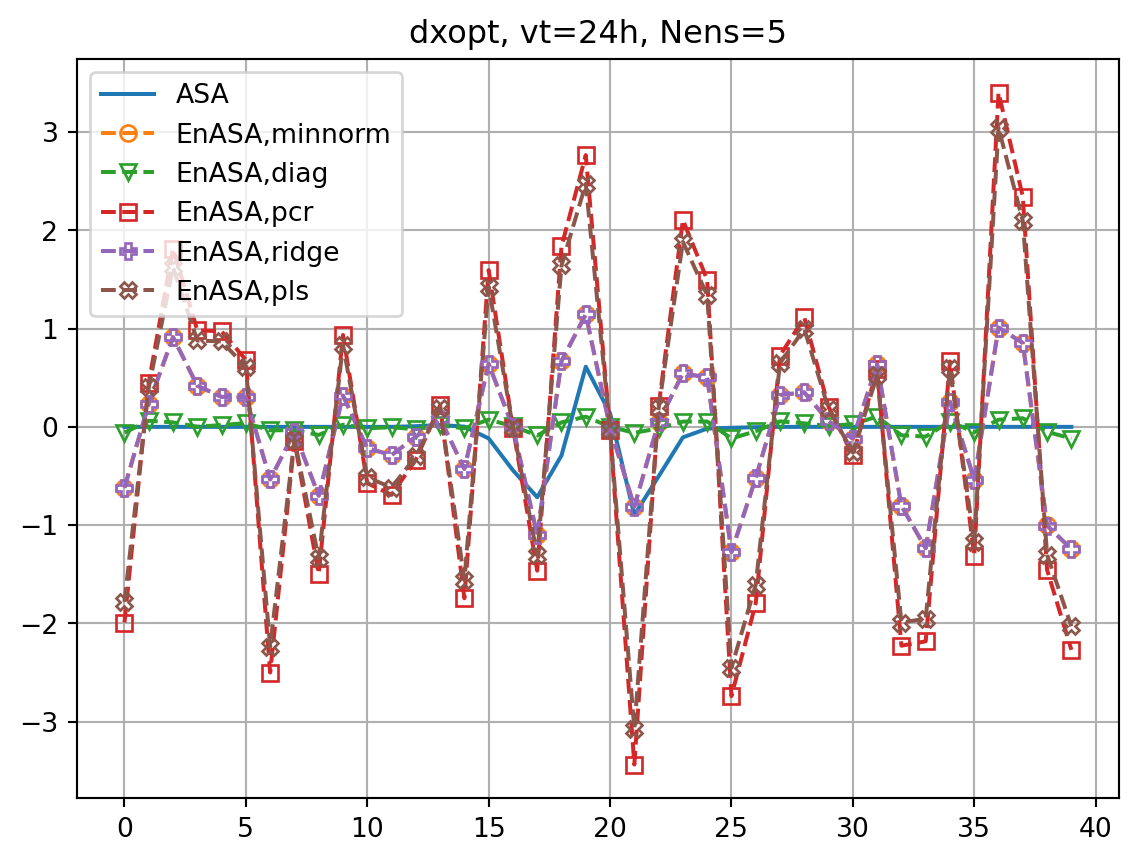 dxopt, vt=24h, Nens=5
ASA
EnASA,minnorm
EnASA,diag
EnASA,pcr
EnASA,ridge
EnASA,pls
3
2
1
0
−1
−2
−3
0 5 10 15 20 25 30 35 40